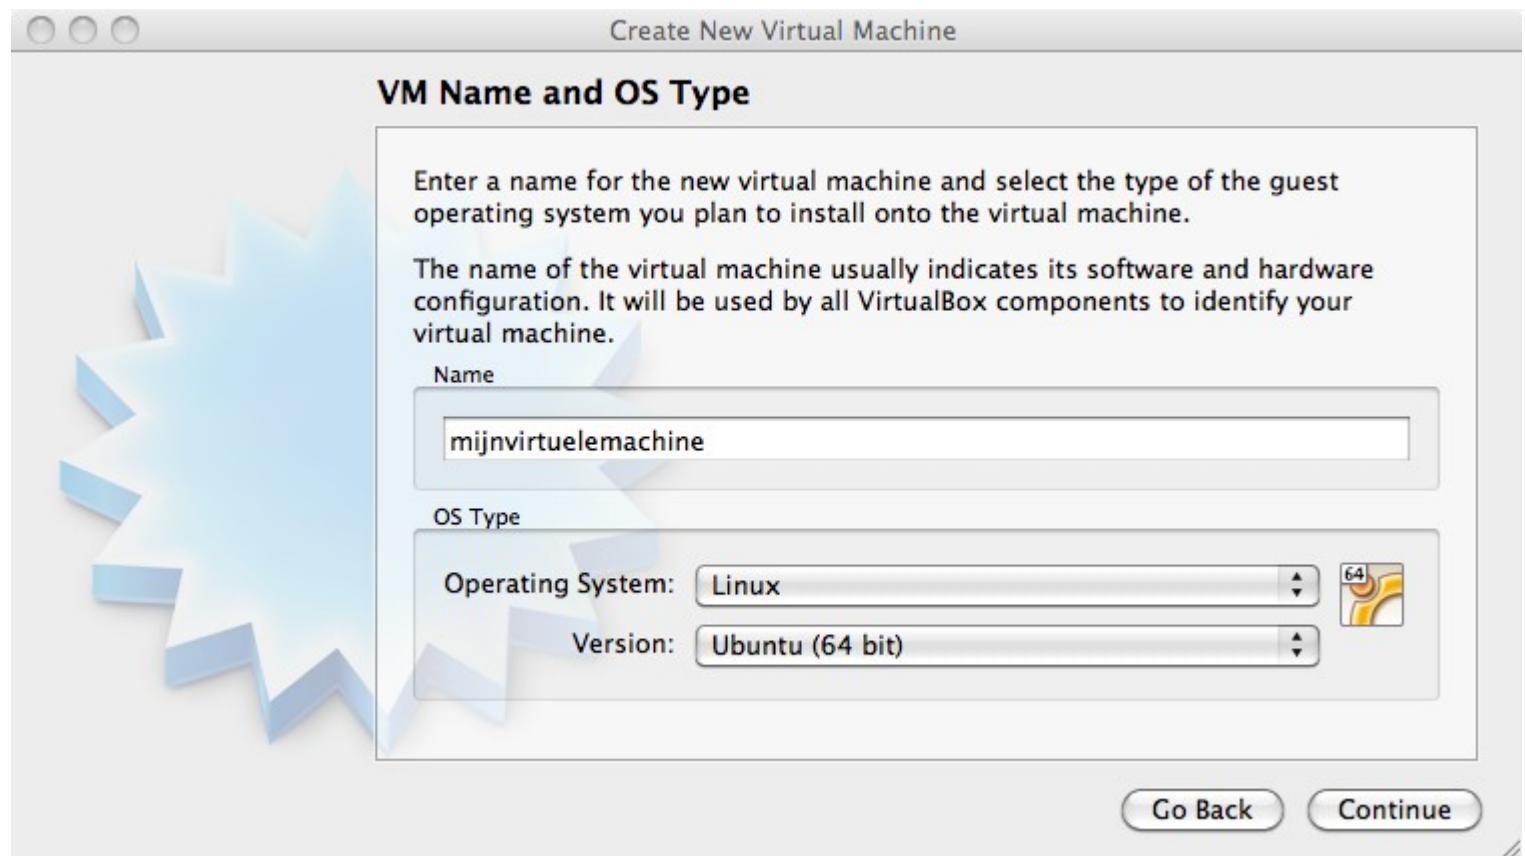 Create New Virtual Machine
VM Name and OS Type
Enter a name for the new virtual machine and select the type of the guest
operating system you plan to install onto the virtual machine.
The name of the virtual machine usually indicates its software and hardware
configuration. It will be used by all VirtualBox components to identify your
virtual machine.
Name
mijnvirtuelemachine
OS Type
Operating System: Linux
64
Version: Ubuntu (64 bit)
Go Back Continue